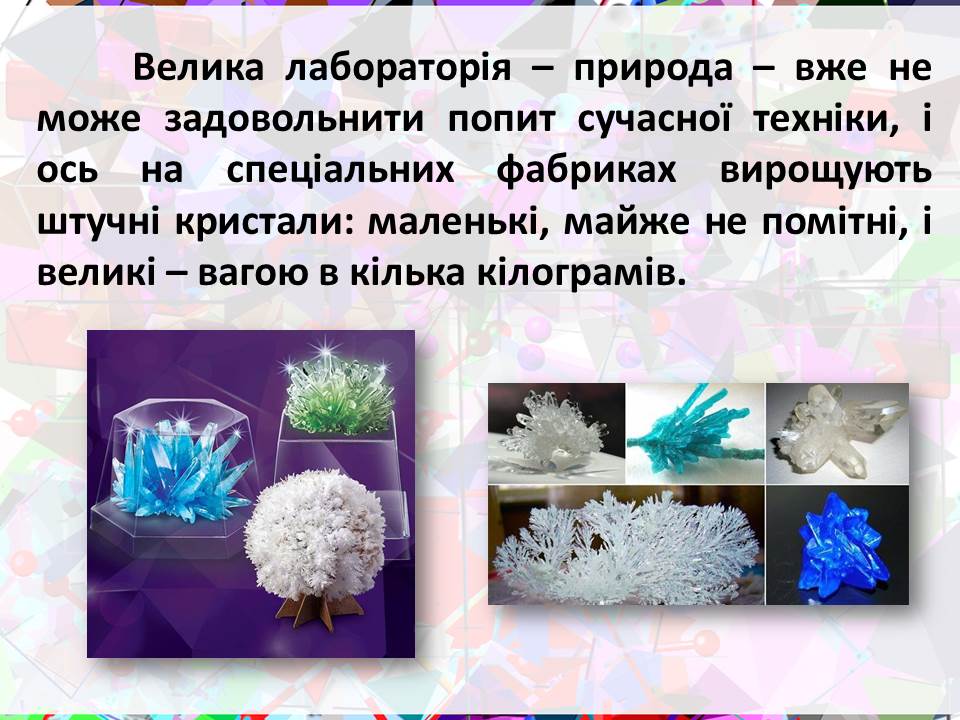 Велика лабораторія – природа – вже не
може задовольнити попит сучасної техніки, і
ось на спеціальних фабриках вирощують
штучні кристали: маленькі, майже не помітні, і
великі – вагою в кілька кілограмів.